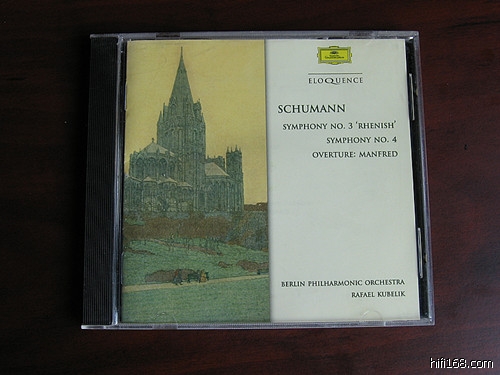 ELOQUENCE
SCHUMANN
SYMPHONY NO. 3 'RHENISH'
SYMPHONY NO. 4
OVERTURE: MANFRED
BERLIN PHILHARMONIC ORCHESTRA
RAFAEL KUBELIK
hifi168.com